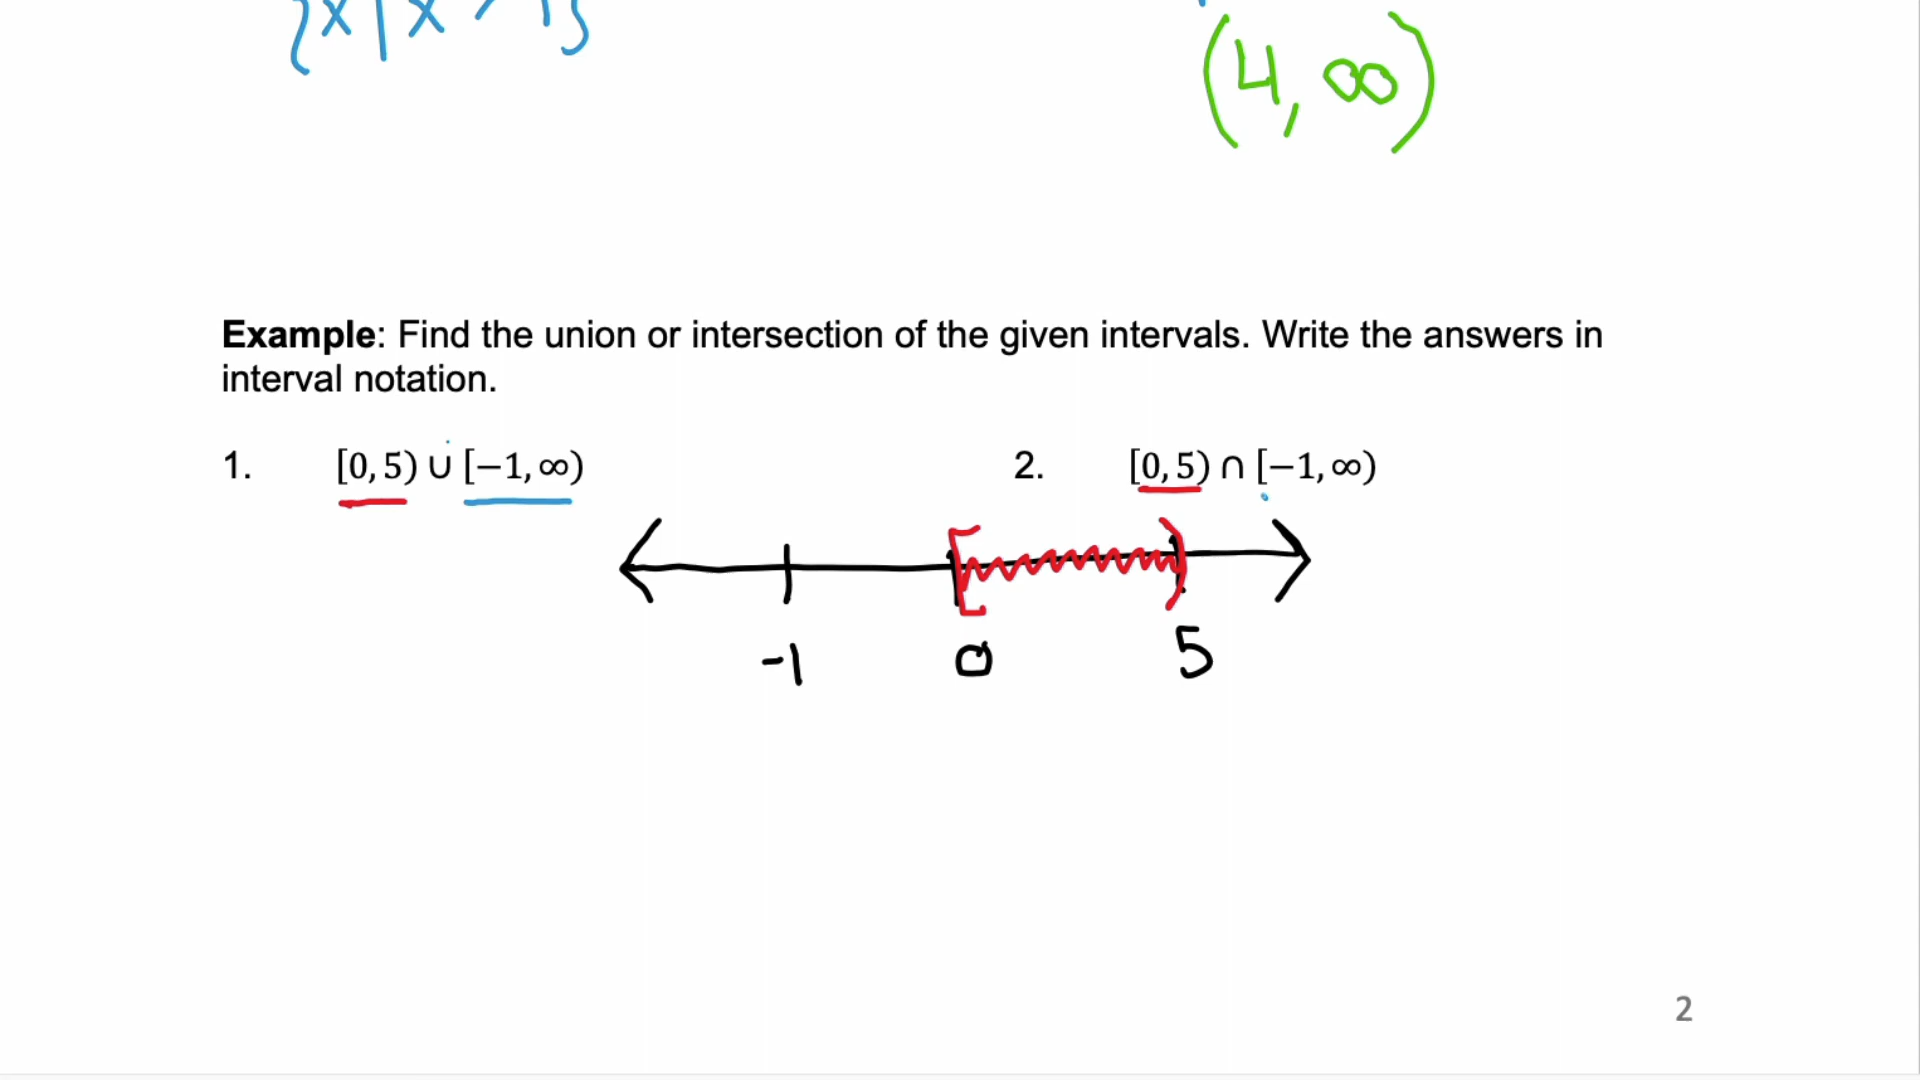 {x|x > 4}
(4, ∞)
Example: Find the union or intersection of the given intervals. Write the answers in
interval notation.
1. [0, 5) ∪ [−1, ∞)
2. [0, 5) ∩ [−1, ∞)
-1 0 5
2